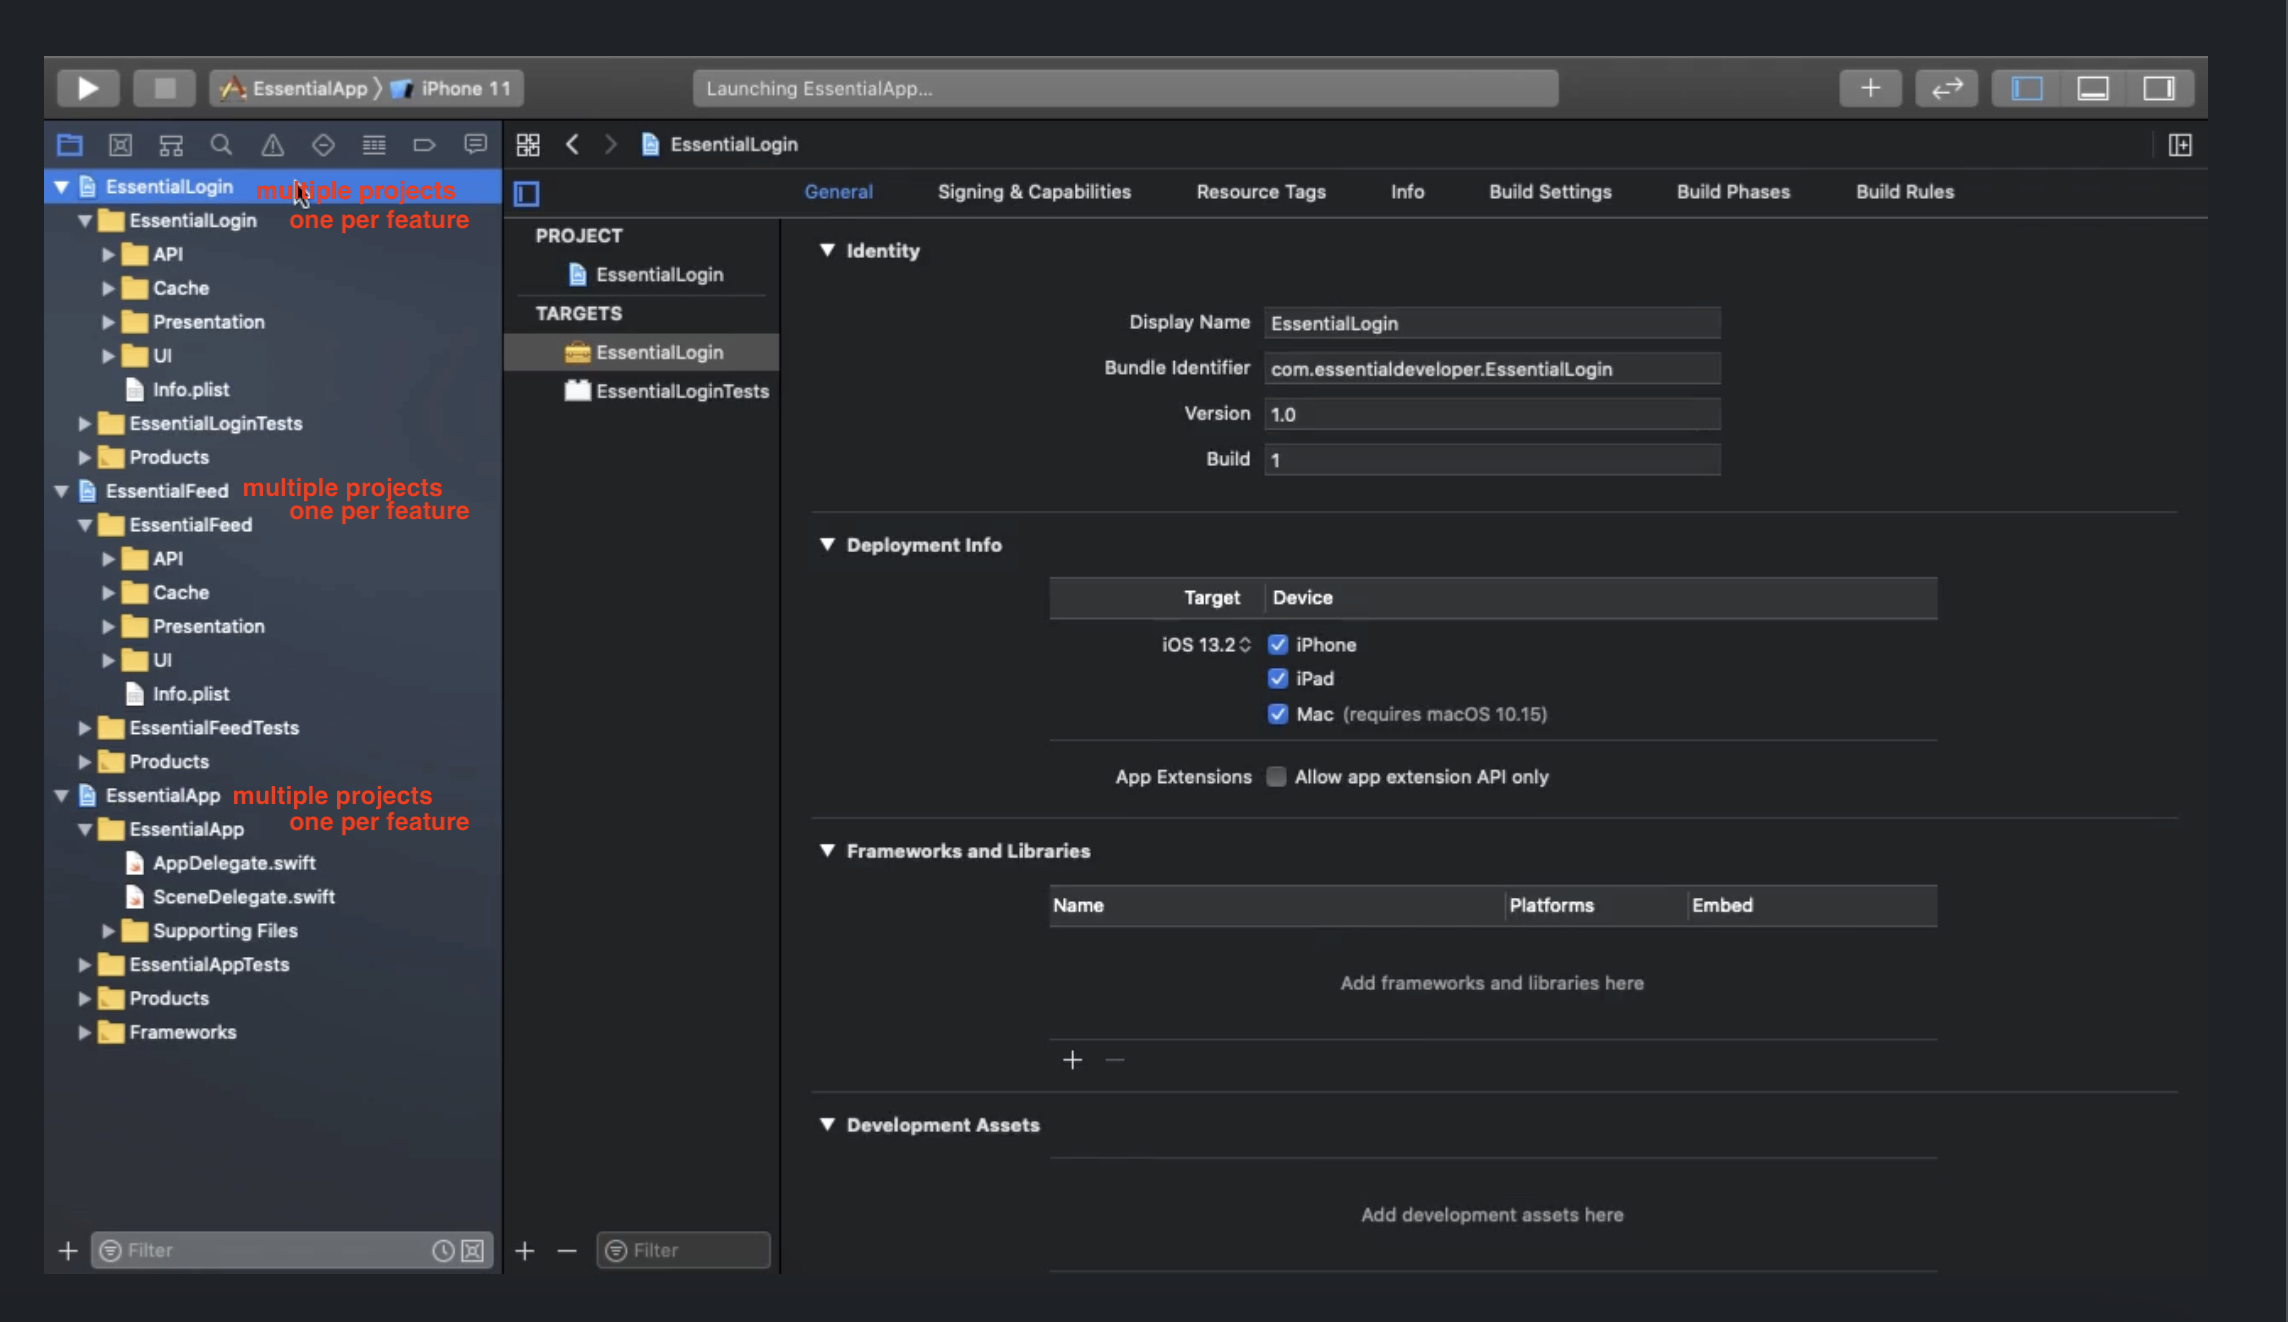 EssentialApp 〉 iPhone 11
Launching EssentialApp...
EssentialLogin
EssentialLogin multiple projects
EssentialLogin one per feature
API
Cache
Presentation
UI
Info.plist
EssentialLoginTests
Products
EssentialFeed multiple projects
one per feature
EssentialFeed
API
Cache
Presentation
UI
Info.plist
EssentialFeedTests
Products
EssentialApp multiple projects
EssentialApp one per feature
AppDelegate.swift
SceneDelegate.swift
Supporting Files
EssentialAppTests
Products
Frameworks
Filter
PROJECT
EssentialLogin
TARGETS
EssentialLogin
EssentialLoginTests
Filter
General Signing & Capabilities Resource Tags Info Build Settings Build Phases Build Rules
Identity
Display Name EssentialLogin
Bundle Identifier com.essentialdeveloper.EssentialLogin
Version 1.0
Build 1
Deployment Info
Target Device
iOS 13.2 iPhone
iPad
Mac (requires macOS 10.15)
App Extensions Allow app extension API only
Frameworks and Libraries
Name Platforms Embed
Add frameworks and libraries here
Development Assets
Add development assets here